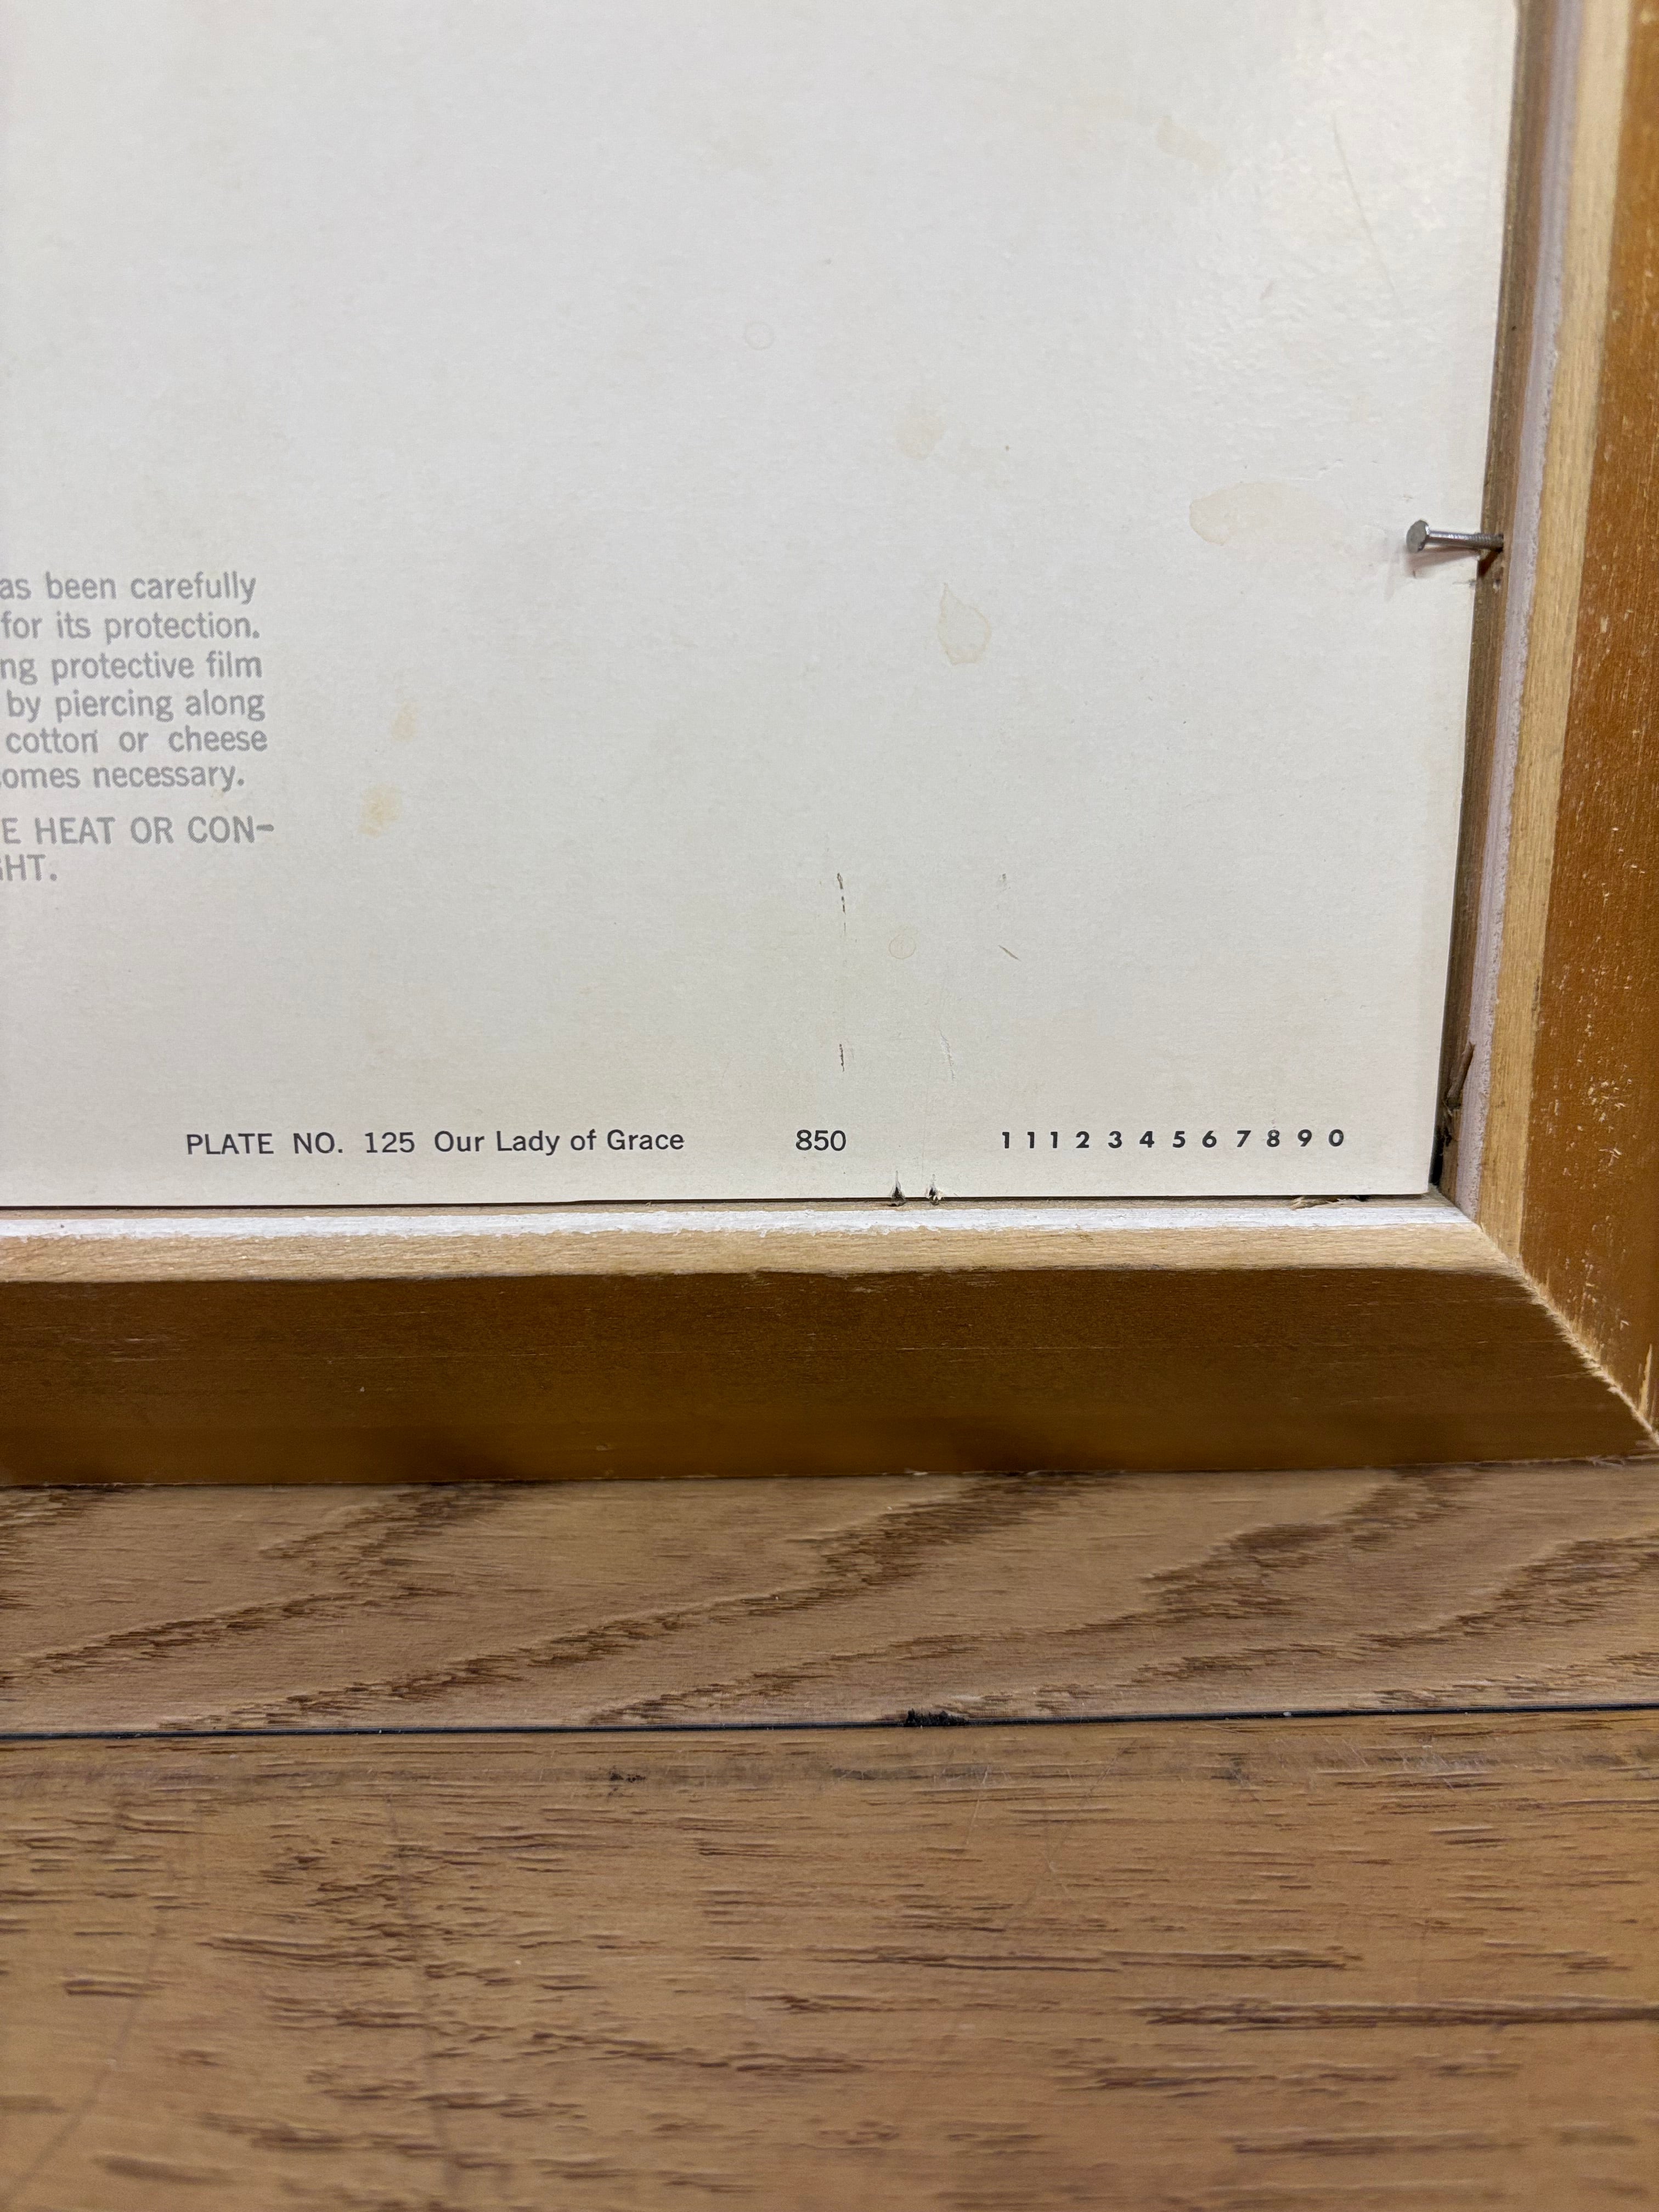 as been carefully
for its protection.
ng protective film
by piercing along
cotton or cheese
omes necessary.
E HEAT OR CON-
GHT.
PLATE NO. 125 Our Lady of Grace 850 1 1 1 2 3 4 5 6 7 8 9 0